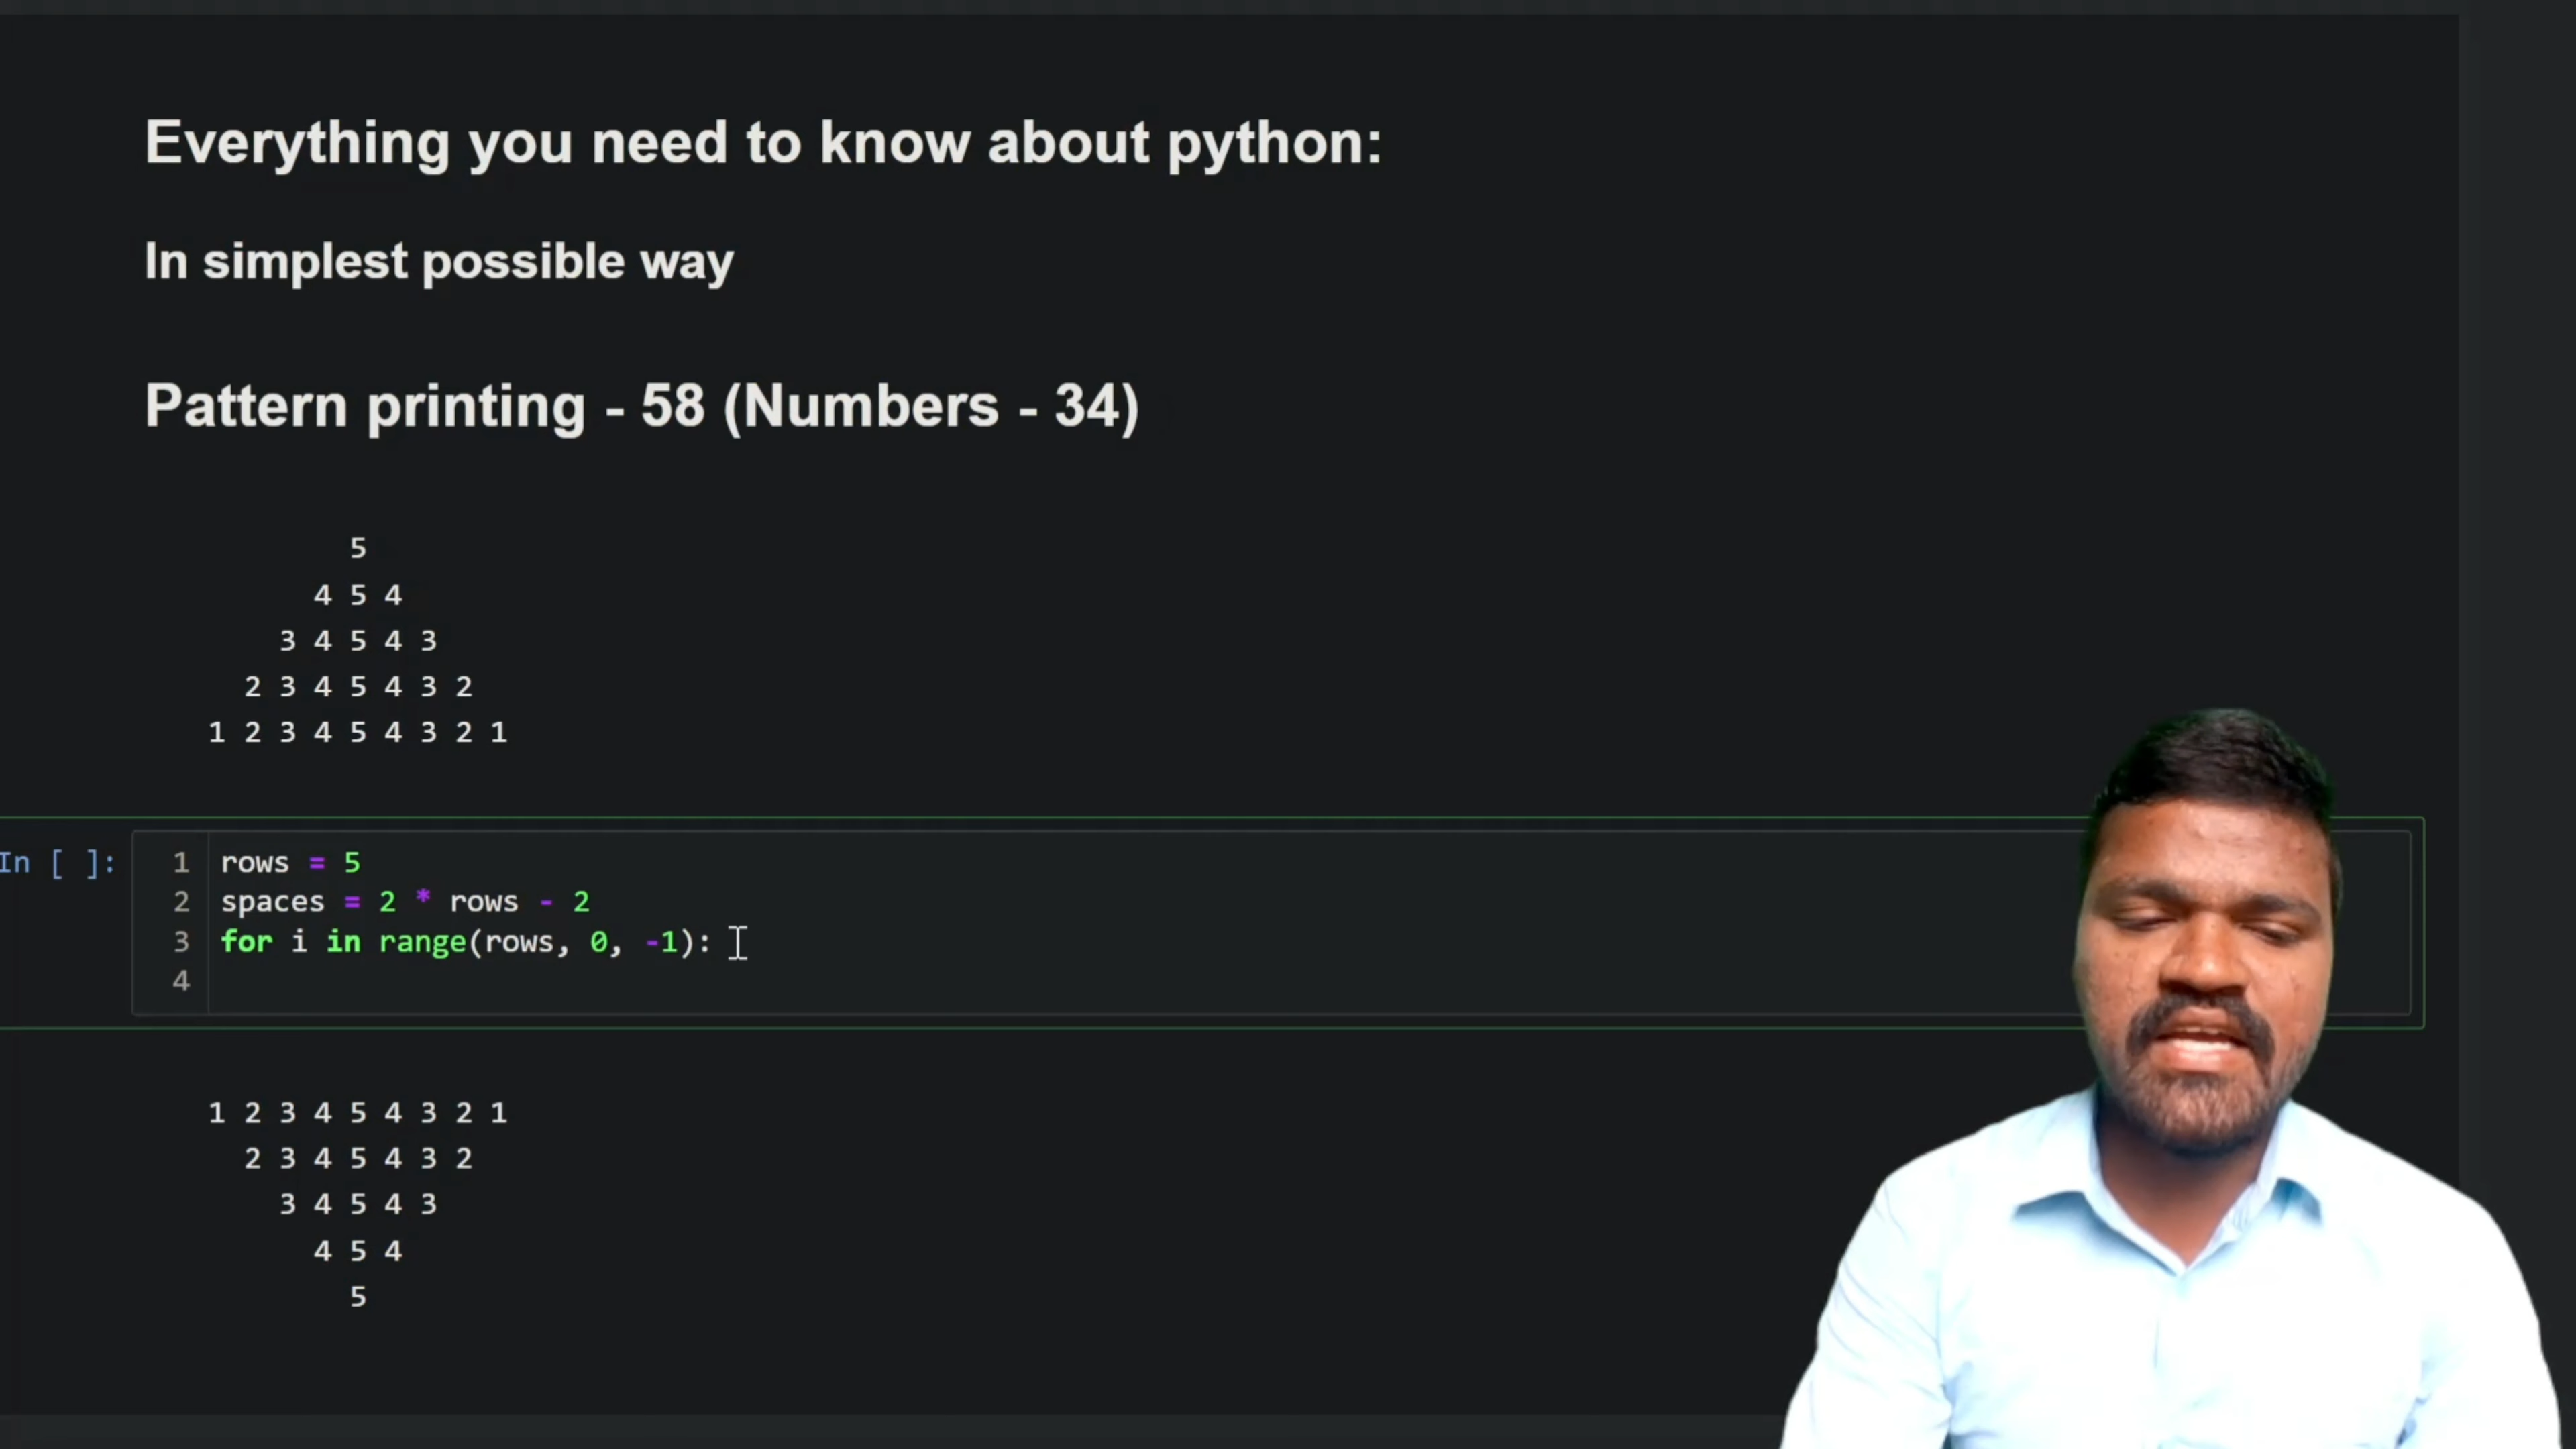 Everything you need to know about python:
In simplest possible way
Pattern printing - 58 (Numbers - 34)
5
4 5 4
3 4 5 4 3
2 3 4 5 4 3 2
1 2 3 4 5 4 3 2 1
In [ ]:
1 rows = 5
2 spaces = 2 * rows - 2
3 for i in range(rows, 0, -1):
4
1 2 3 4 5 4 3 2 1
2 3 4 5 4 3 2
3 4 5 4 3
4 5 4
5